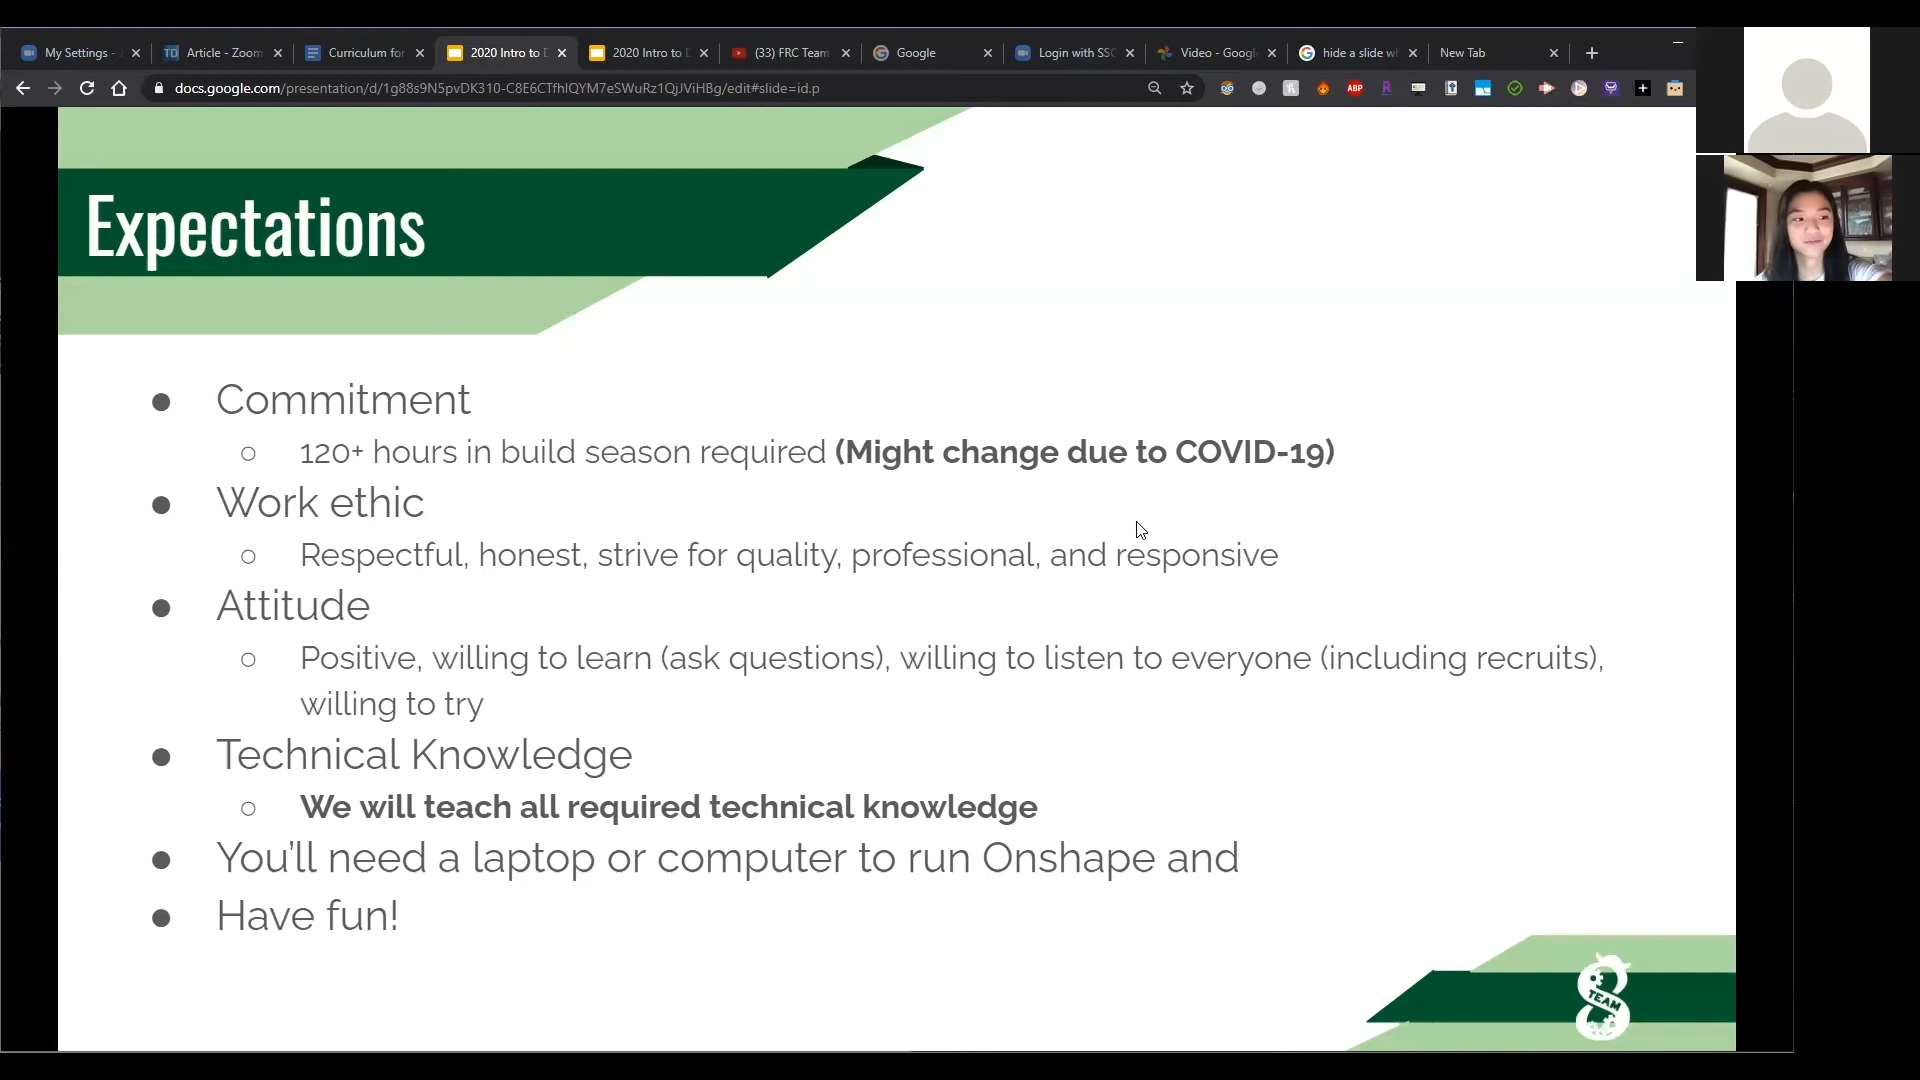 My Settings - 
Article - Zoom
Curriculum for
2020 Intro to D
2020 Intro to D
(33) FRC Team
Google
Login with SSO
Video - Google
hide a slide wh
New Tab
docs.google.com/presentation/d/1g88s9N5pvDK310-C8E6CTfhIQYM7eSWuRz1QjJViHBg/edit#slide=id.p
ABP
Expectations
● Commitment
○ 120+ hours in build season required (Might change due to COVID-19)
● Work ethic
○ Respectful, honest, strive for quality, professional, and responsive
● Attitude
○ Positive, willing to learn (ask questions), willing to listen to everyone (including recruits),
willing to try
● Technical Knowledge
○ We will teach all required technical knowledge
● You'll need a laptop or computer to run Onshape and
● Have fun!
TEAM
8